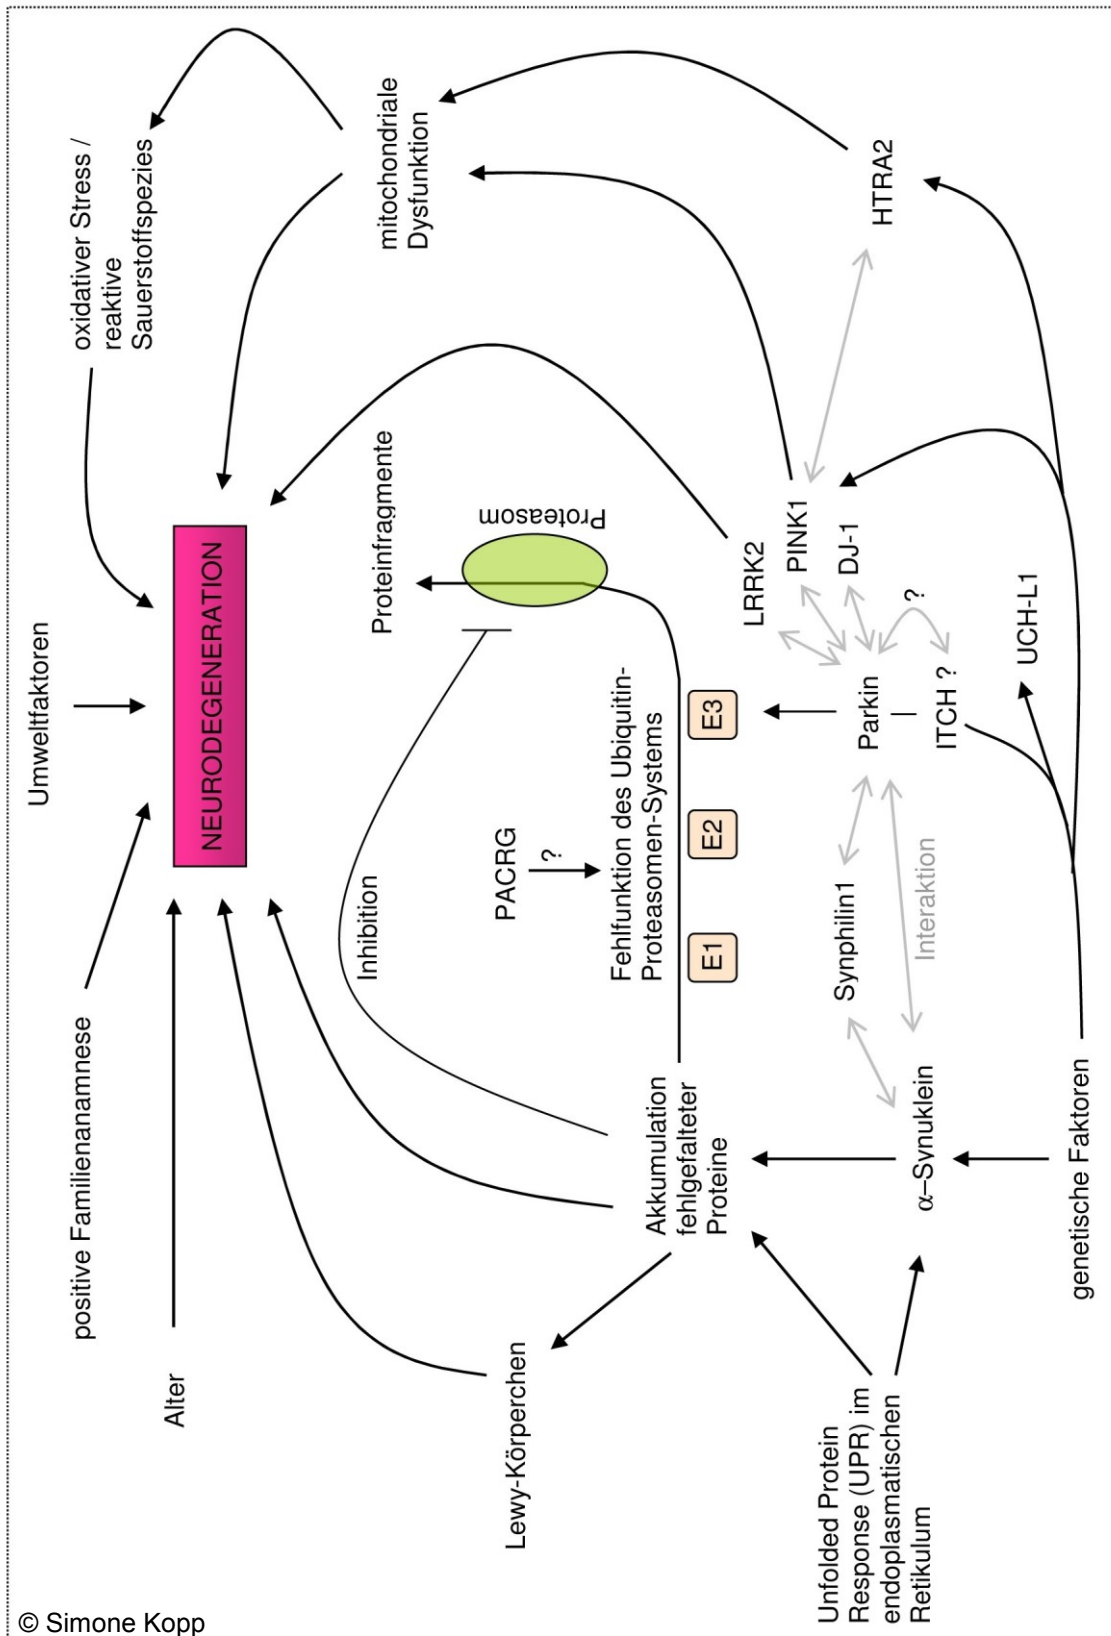 Umweltfaktoren
positive Familienanamnese
oxidativer Stress /
reaktive
Sauerstoffspezies
Alter
NEURODEGENERATION
mitochondriale
Dysfunktion
Inhibition
Proteinfragmente
Proteasom
Lewy-Körperchen
PACRG
?
Fehlfunktion des Ubiquitin-
Proteasomen-Systems
E1
E2
E3
Akkumulation
fehlgefalteter
Proteine
LRRK2
PINK1
DJ-1
HTRA2
Synphilin1
Parkin
?
Interaktion
ITCH ?
UCH-L1
α–Synuklein
Unfolded Protein
Response (UPR) im
endoplasmatischen
Retikulum
genetische Faktoren
© Simone Kopp